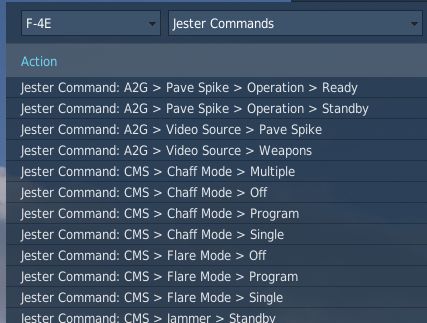 F-4E
Jester Commands
Action
Jester Command: A2G > Pave Spike > Operation > Ready
Jester Command: A2G > Pave Spike > Operation > Standby
Jester Command: A2G > Video Source > Pave Spike
Jester Command: A2G > Video Source > Weapons
Jester Command: CMS > Chaff Mode > Multiple
Jester Command: CMS > Chaff Mode > Off
Jester Command: CMS > Chaff Mode > Program
Jester Command: CMS > Chaff Mode > Single
Jester Command: CMS > Flare Mode > Off
Jester Command: CMS > Flare Mode > Program
Jester Command: CMS > Flare Mode > Single
Jester Command: CMS > Jammer > Standby